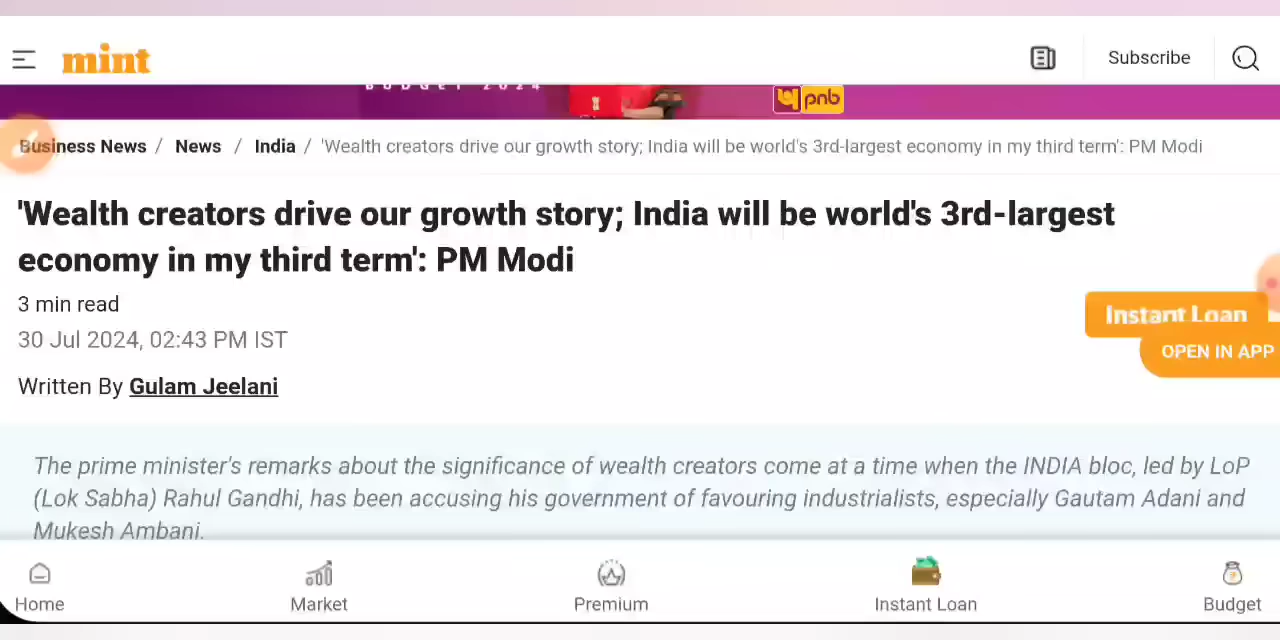 mint
Subscribe
BUDGET 2024
pnb
Business News / News / India / 'Wealth creators drive our growth story; India will be world's 3rd-largest economy in my third term': PM Modi
'Wealth creators drive our growth story; India will be world's 3rd-largest
economy in my third term': PM Modi
3 min read
30 Jul 2024, 02:43 PM IST
Instant Loan
OPEN IN APP
Written By Gulam Jeelani
The prime minister's remarks about the significance of wealth creators come at a time when the INDIA bloc, led by LoP
(Lok Sabha) Rahul Gandhi, has been accusing his government of favouring industrialists, especially Gautam Adani and
Mukesh Ambani.
Home
Market
Premium
Instant Loan
Budget